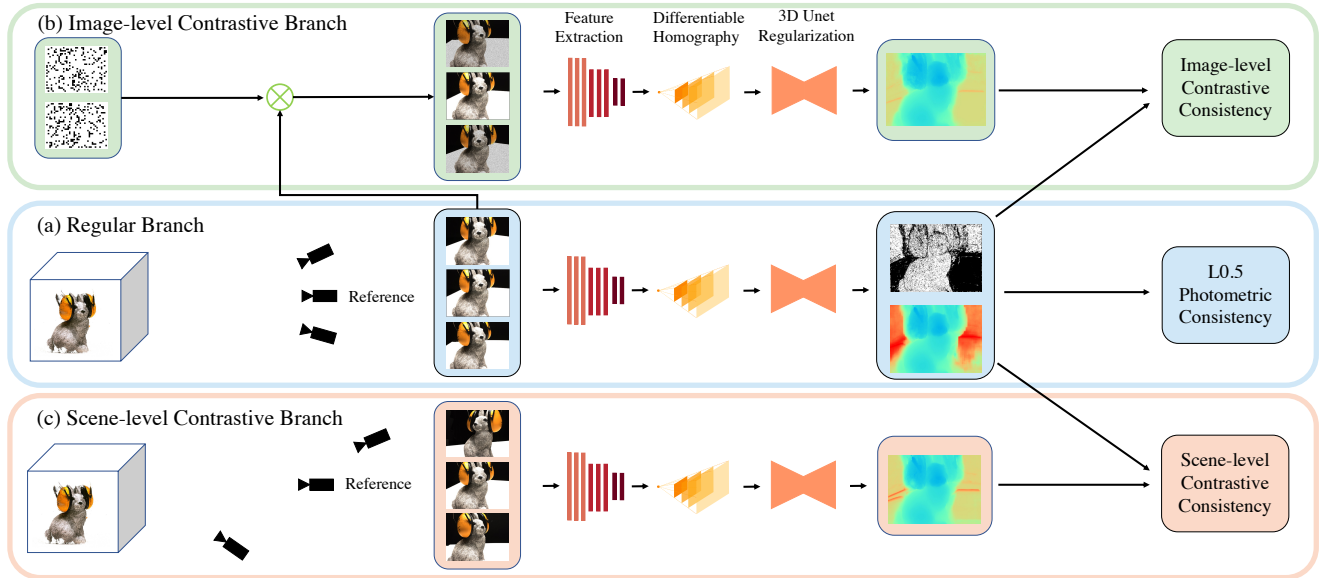 (b) Image-level Contrastive Branch
Feature
Extraction
Differentiable
Homography
3D Unet
Regularization
Image-level
Contrastive
Consistency
(a) Regular Branch
Reference
L0.5
Photometric
Consistency
(c) Scene-level Contrastive Branch
Reference
Scene-level
Contrastive
Consistency